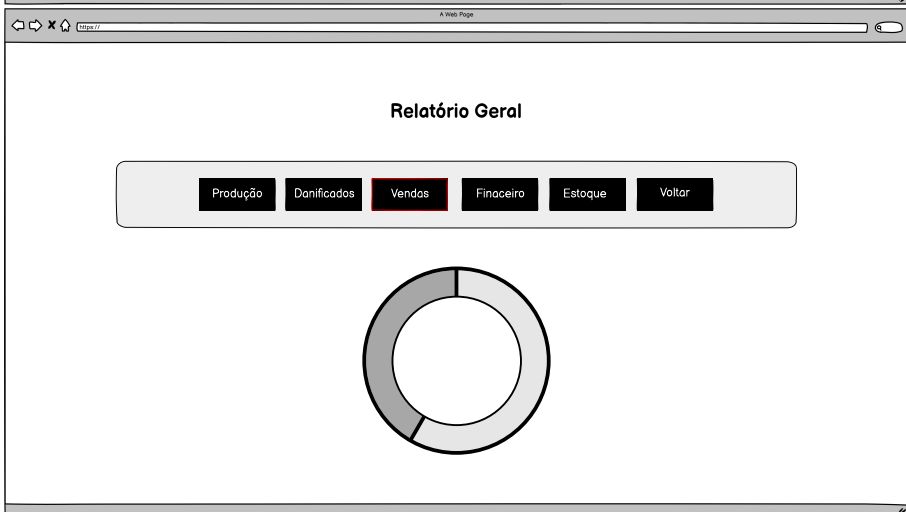 A Web Page
https://
Relatório Geral
Produção Danificados Vendas Finaceiro Estoque Voltar